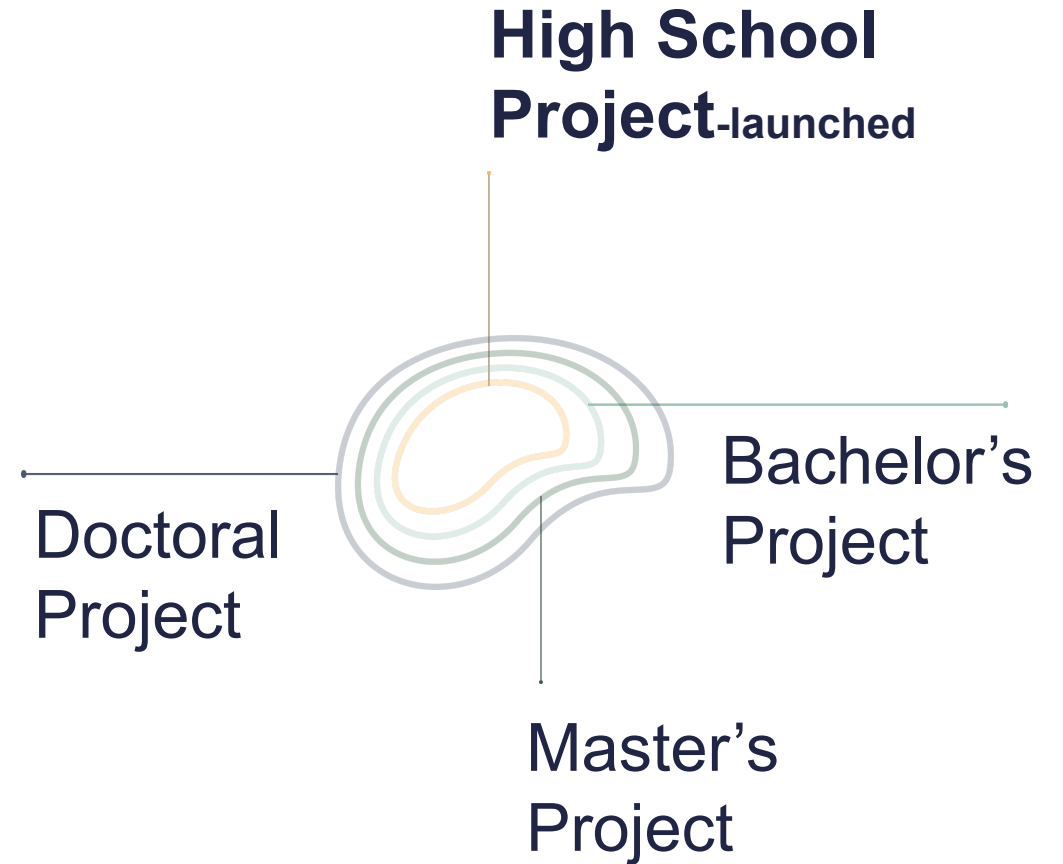 High School
Project-launched
Bachelor’s
Project
Doctoral
Project
Master’s
Project